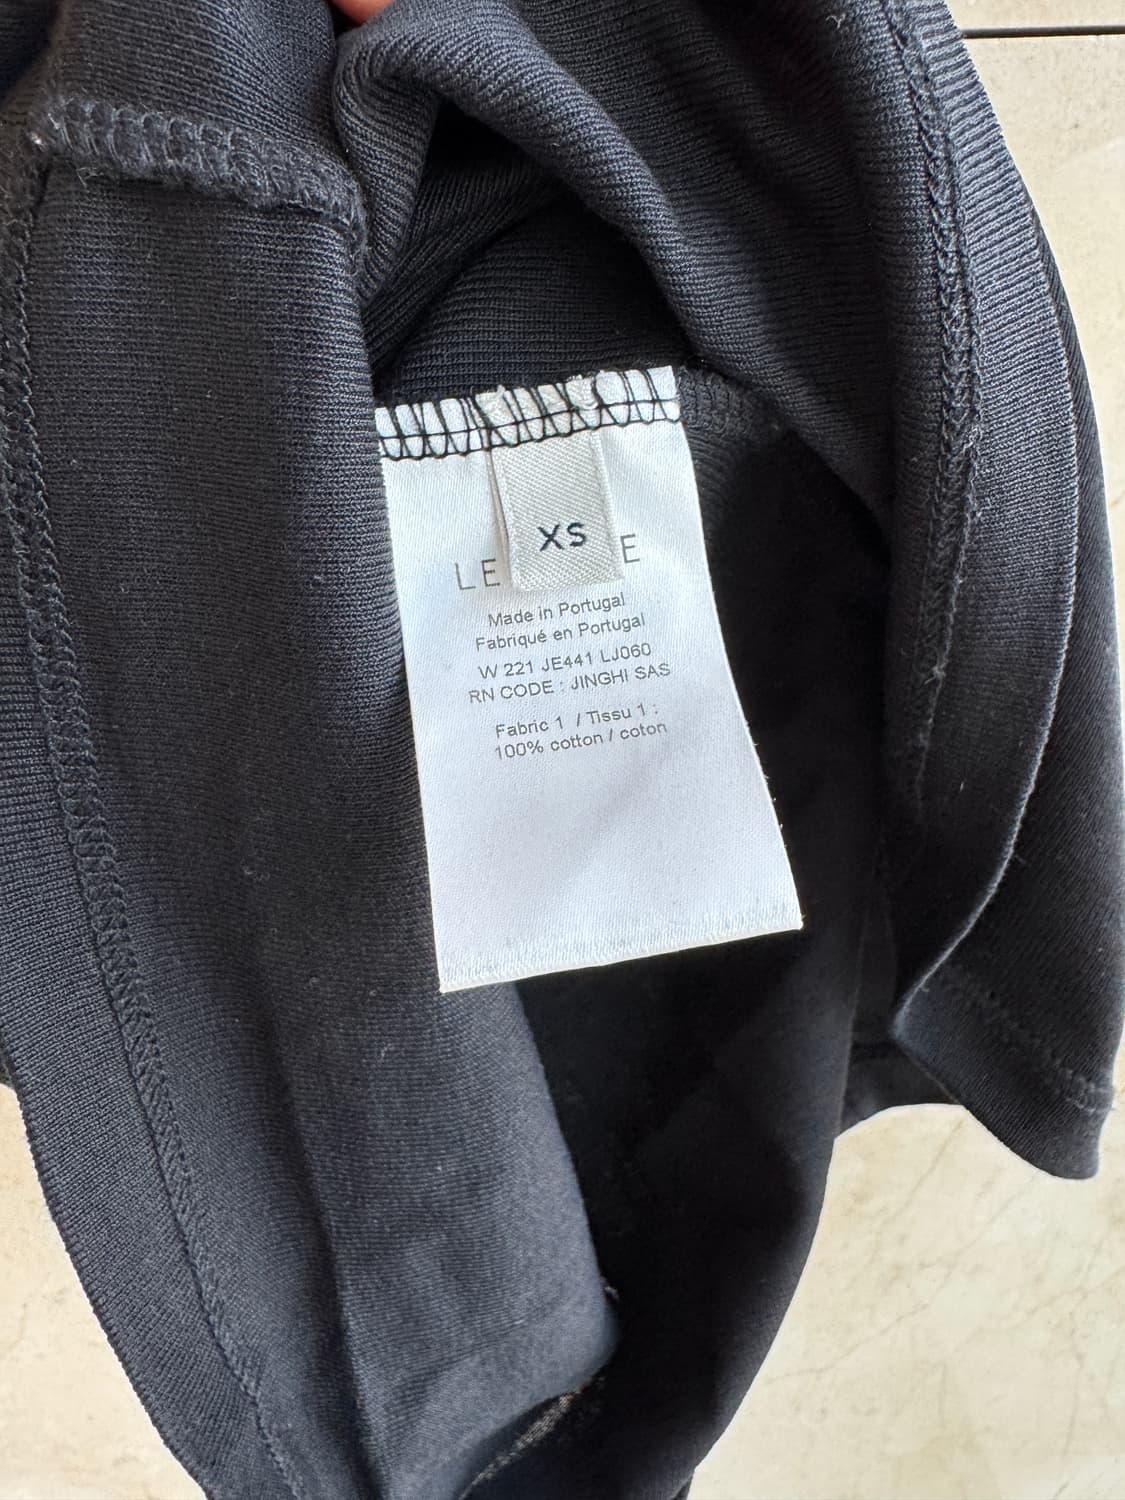 XS
LE E
Made in Portugal
Fabriqué en Portugal
W 221 JE441 LJ060
RN CODE : JINGHI SAS
Fabric 1 / Tissu 1 :
100% cotton / coton